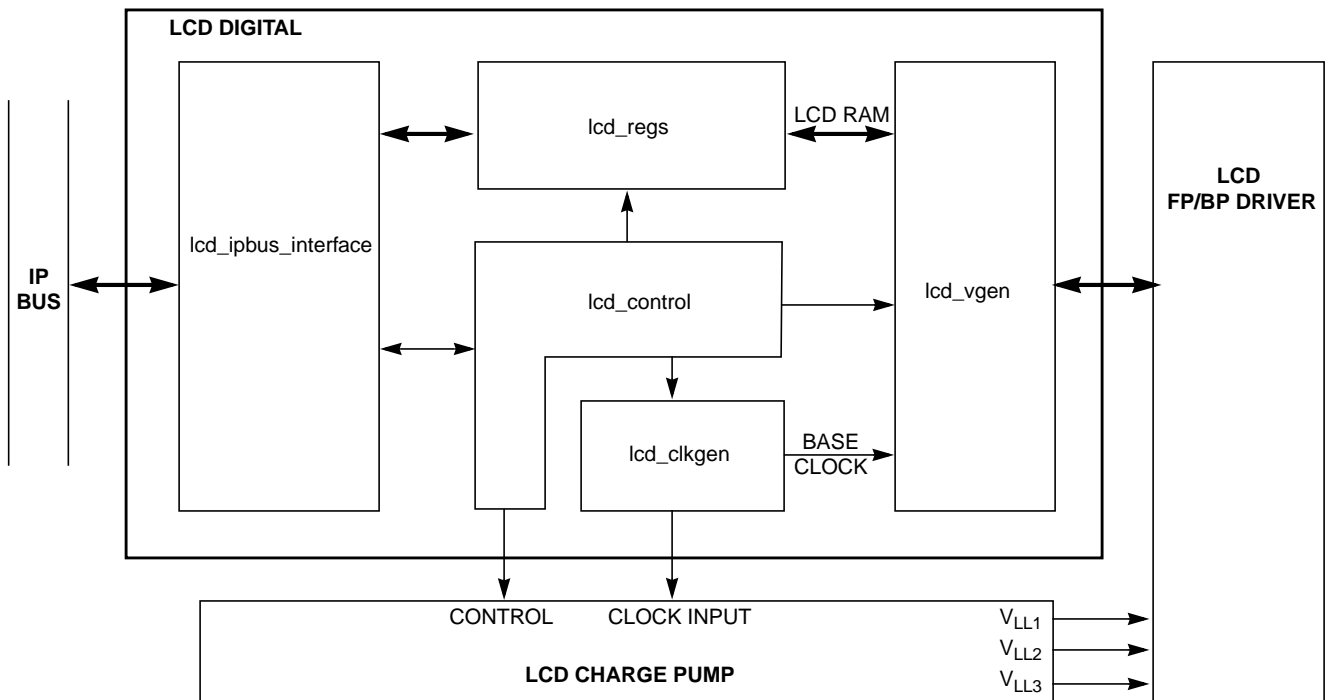 LCD DIGITAL
lcd_regs
LCD RAM
LCD
FP/BP DRIVER
lcd_ipbus_interface
IP
BUS
lcd_control
lcd_vgen
lcd_clkgen
BASE
CLOCK
CONTROL
CLOCK INPUT
VLL1
VLL2
VLL3
LCD CHARGE PUMP